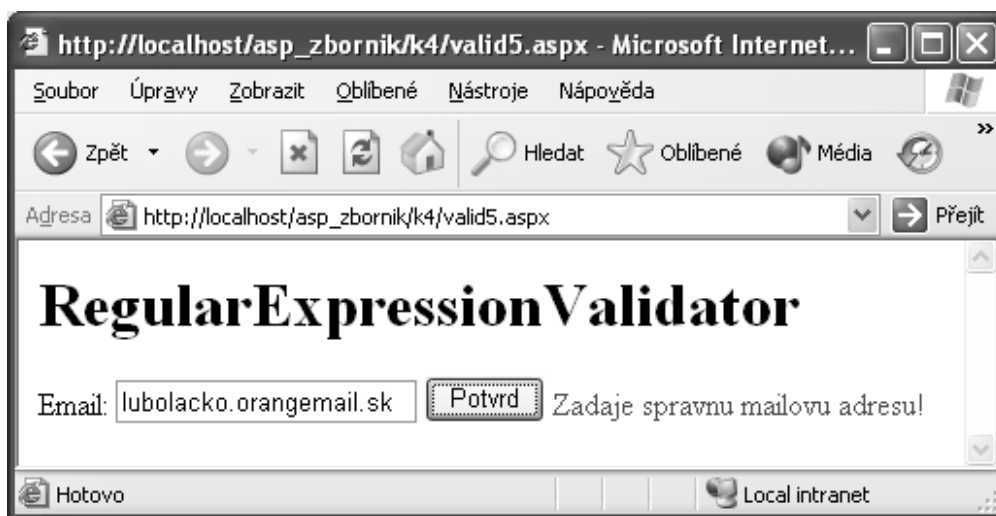 http://localhost/asp_zbornik/k4/valid5.aspx - Microsoft Internet...
Soubor Úpravy Zobrazit Oblíbené Nástroje Nápověda
Zpět Hledat Oblíbené Média »
Adresa http://localhost/asp_zbornik/k4/valid5.aspx Přejít
RegularExpressionValidator
Email: lubolacko.orangemail.sk Potvrd Zadaje spravnu mailovu adresu!
Hotovo Local intranet